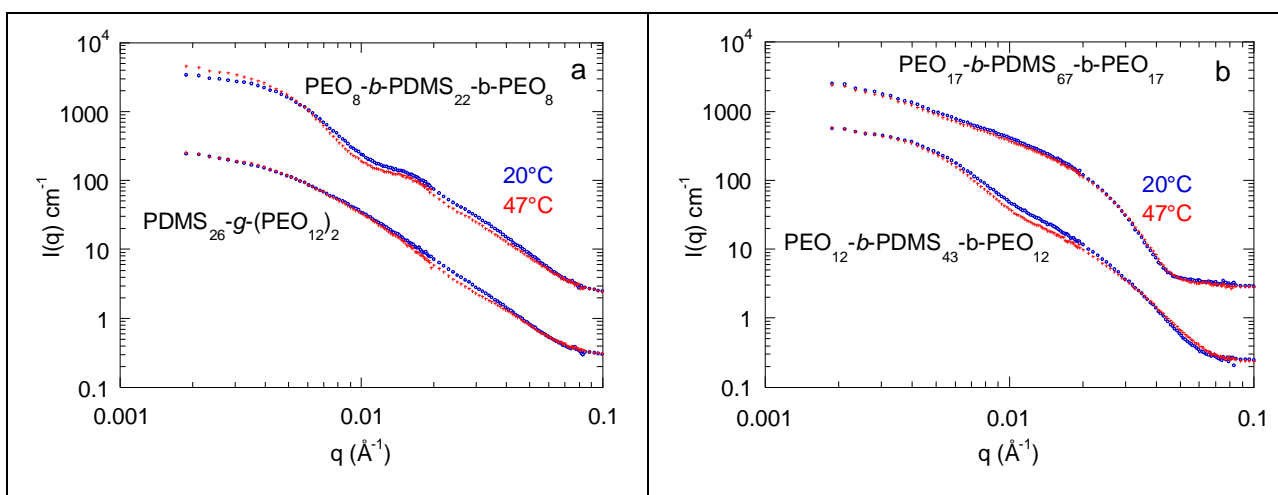 a
PEO₈-b-PDMS₂₂-b-PEO₈
20°C
47°C
PDMS₂₆-g-(PEO₁₂)₂
10⁴
1000
100
10
1
0.1
0.001
0.01
0.1
I(q) cm⁻¹
q (Å⁻¹)
b
PEO₁₇-b-PDMS₆₇-b-PEO₁₇
20°C
47°C
PEO₁₂-b-PDMS₄₃-b-PEO₁₂
10⁴
1000
100
10
1
0.1
0.001
0.01
0.1
I(q) cm⁻¹
q (Å⁻¹)